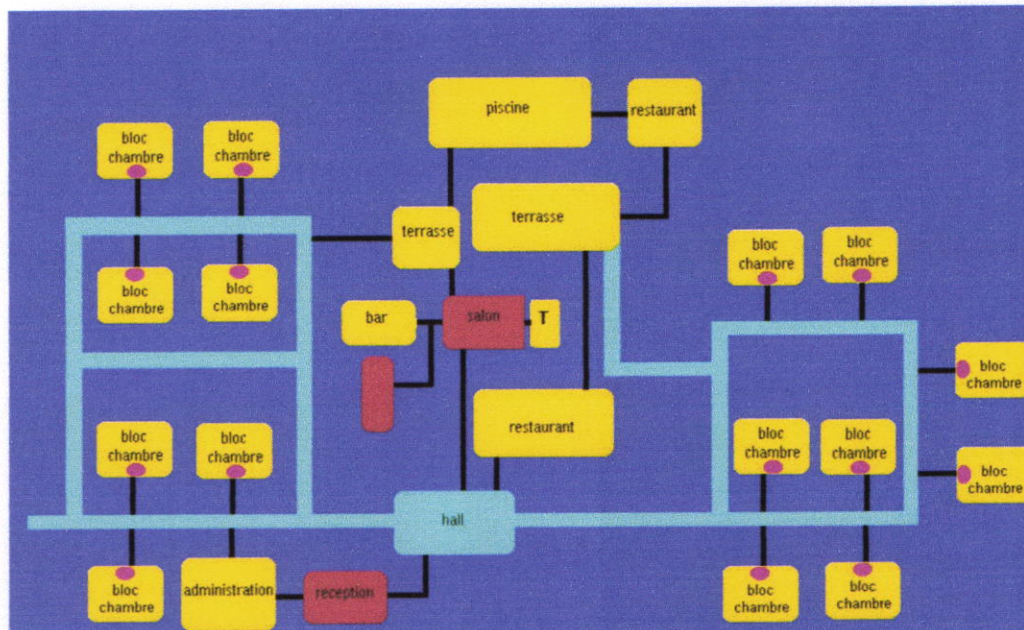 piscine
restaurant
bloc
chambre
bloc
chambre
terrasse
terrasse
bloc
chambre
bloc
chambre
bloc
chambre
bloc
chambre
bar
salon
T
bloc
chambre
restaurant
bloc
chambre
bloc
chambre
bloc
chambre
bloc
chambre
bloc
chambre
hall
bloc
chambre
administration
reception
bloc
chambre
bloc
chambre